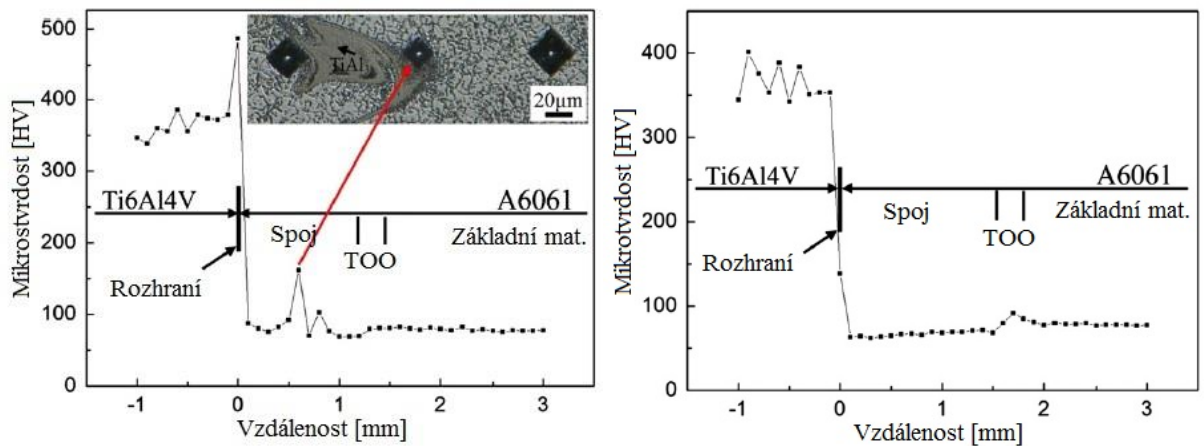 Mikrostvrdost [HV]
500
400
300
200
100
0
-1 0 1 2 3
Vzdálenost [mm]
Ti6Al4V
A6061
Spoj
Základní mat.
TOO
Rozhraní
TiAl3
20μm
Mikrotvrdost [HV]
400
300
200
100
0
-1 0 1 2 3
Vzdálenost [mm]
Ti6Al4V
A6061
Spoj
Základní mat.
TOO
Rozhraní